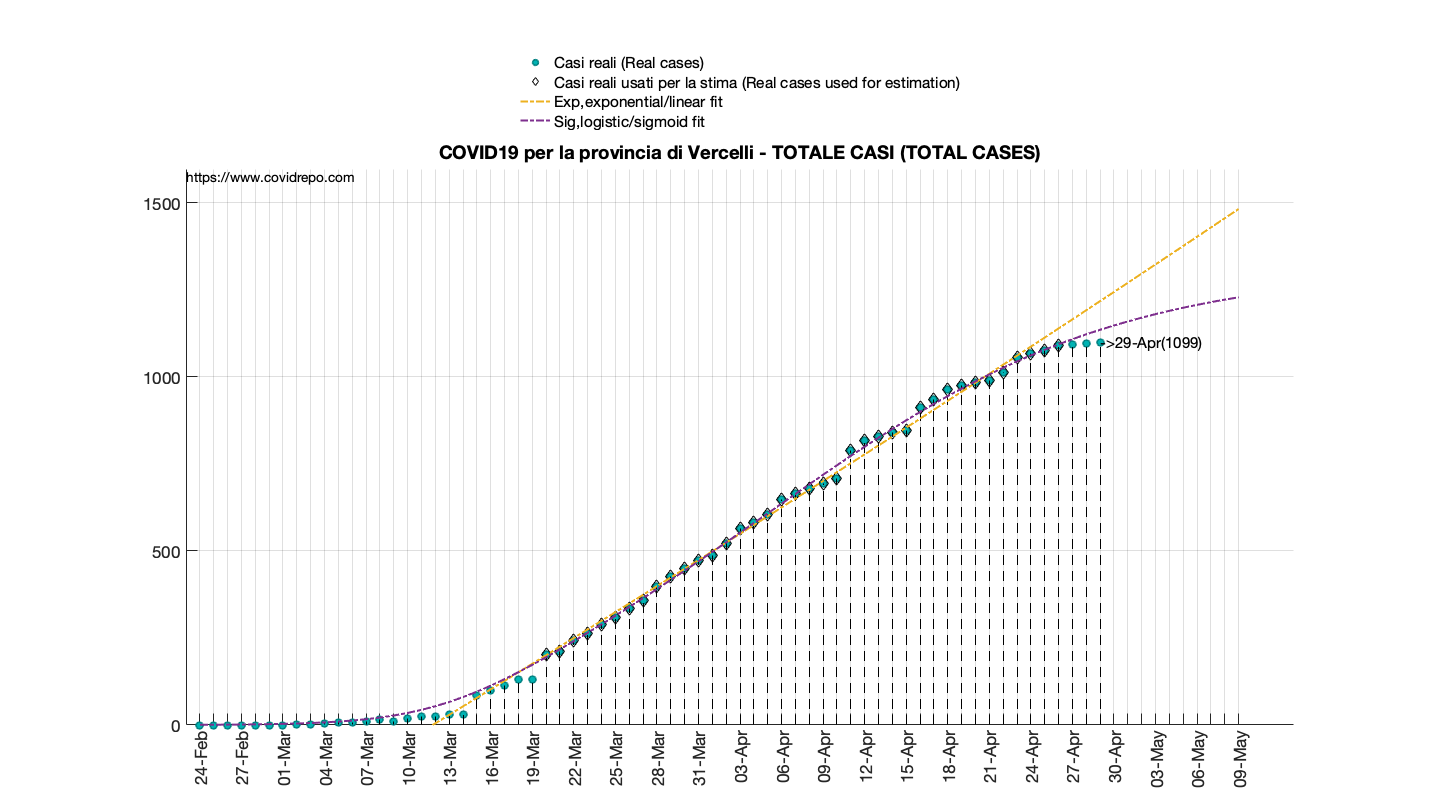 Casi reali (Real cases)
Casi reali usati per la stima (Real cases used for estimation)
Exp,exponential/linear fit
Sig,logistic/sigmoid fit
COVID19 per la provincia di Vercelli - TOTALE CASI (TOTAL CASES)
https://www.covidrepo.com
1500
1000
500
0
>29-Apr(1099)
24-Feb
27-Feb
01-Mar
04-Mar
07-Mar
10-Mar
13-Mar
16-Mar
19-Mar
22-Mar
25-Mar
28-Mar
31-Mar
03-Apr
06-Apr
09-Apr
12-Apr
15-Apr
18-Apr
21-Apr
24-Apr
27-Apr
30-Apr
03-May
06-May
09-May